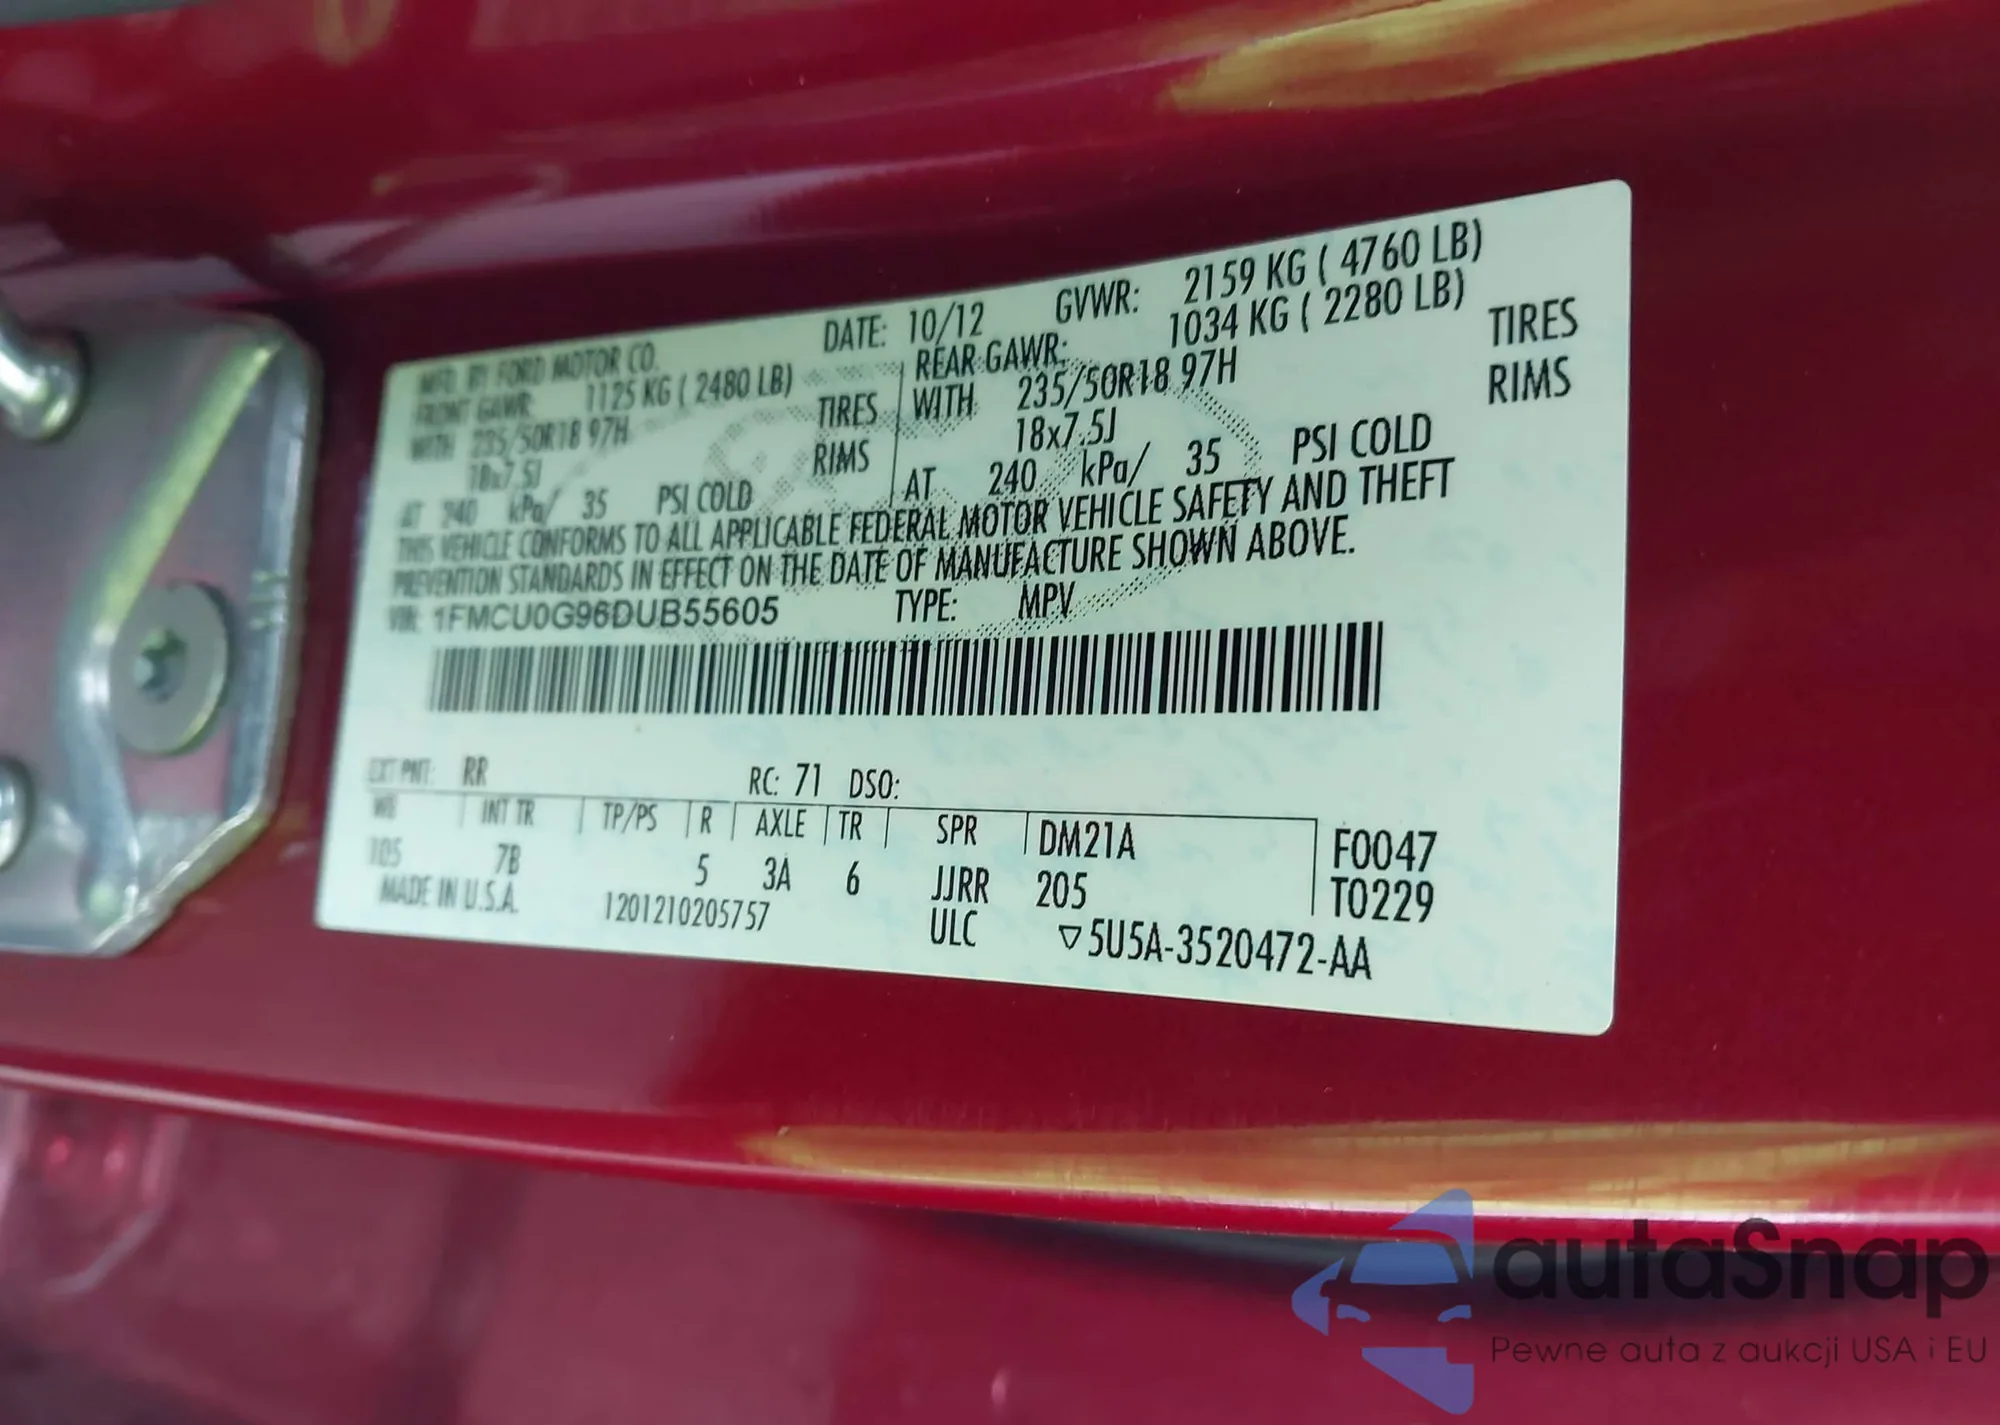 MFD. BY FORD MOTOR CO. DATE: 10/12 GVWR: 2159 KG ( 4760 LB)
FRONT GAWR: 1125 KG ( 2480 LB) REAR GAWR: 1034 KG ( 2280 LB)
WITH 235/50R18 97H TIRES WITH 235/50R18 97H TIRES
18x7.5J RIMS 18x7.5J RIMS
AT 240 kPa/ 35 PSI COLD AT 240 kPa/ 35 PSI COLD
THIS VEHICLE CONFORMS TO ALL APPLICABLE FEDERAL MOTOR VEHICLE SAFETY AND THEFT
PREVENTION STANDARDS IN EFFECT ON THE DATE OF MANUFACTURE SHOWN ABOVE.
VIN: 1FMCU0G96DUB55605 TYPE: MPV
EXT PNT: RR RC: 71 DSO:
WB INT TR TP/PS R AXLE TR SPR DM21A F0047
105 7B 5 3A 6 JJRR 205 T0229
MADE IN U.S.A. 1201210205757 ULC ▽5U5A-3520472-AA
autaSnap
Pewne auta z aukcji USA i EU